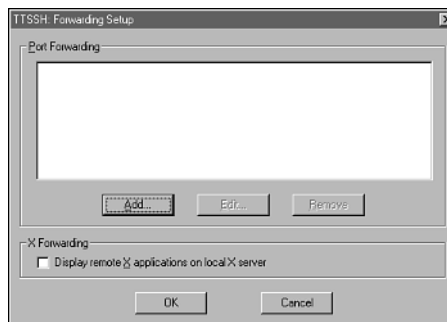 TTSSH: Forwarding Setup
Port Forwarding
Add... Edit... Remove
X Forwarding
Display remote X applications on local X server
OK Cancel